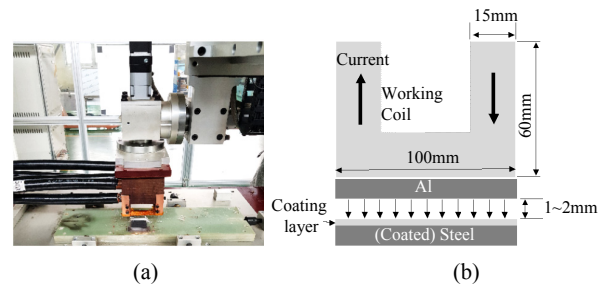 15mm
Current
Working
Coil
60mm
100mm
Al
Coating
layer
1~2mm
(Coated) Steel
(a)
(b)